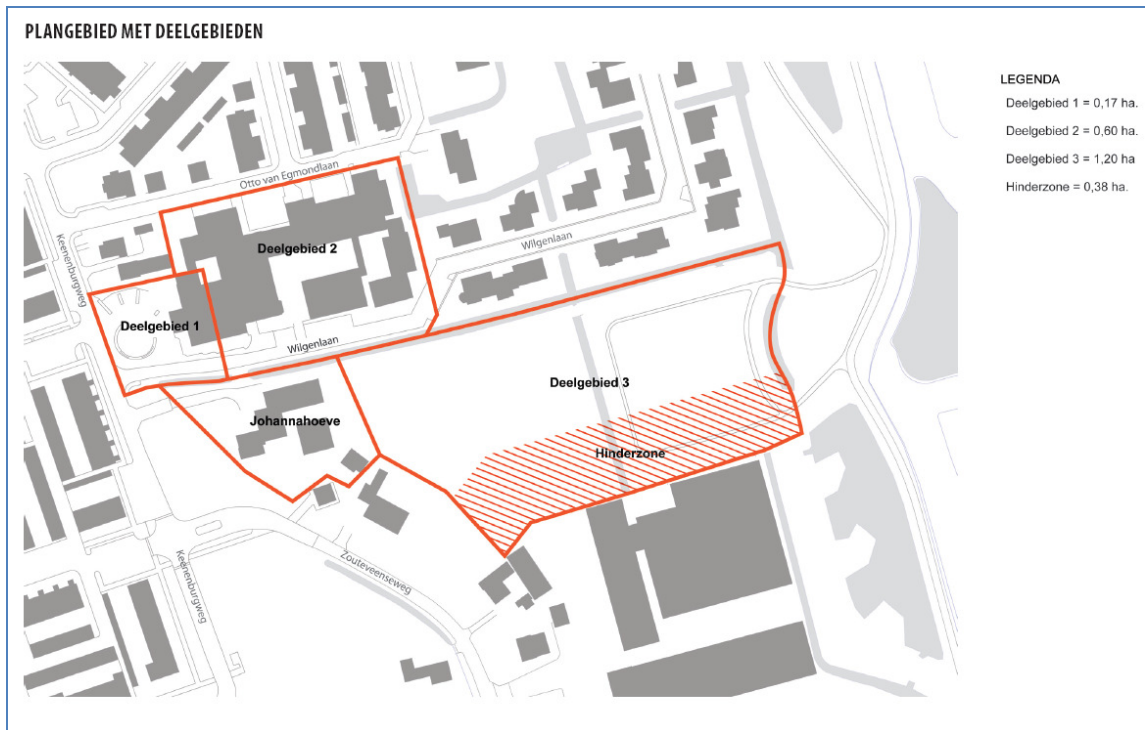 PLANGEBIED MET DEELGEBIEDEN
LEGENDA
Deelgebied 1 = 0,17 ha.
Deelgebied 2 = 0,60 ha.
Deelgebied 3 = 1,20 ha
Hinderzone = 0,38 ha.
Otto van Egmondlaan
Keenenburgweg
Deelgebied 2
Wilgenlaan
Deelgebied 1
Wilgenlaan
Deelgebied 3
Johannahoeve
Hinderzone
Keenenburgweg
Zouteveenseweg